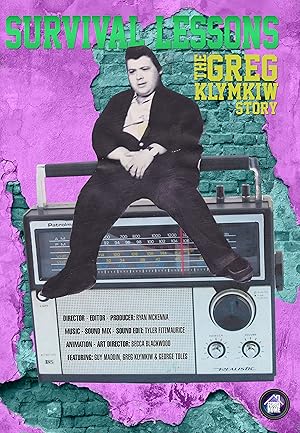 SURVIVAL LESSONS
THE
GREG
KLYMKIW
STORY
Patrolman
DIRECTOR · EDITOR · PRODUCER: RYAN MCKENNA
MUSIC · SOUND MIX · SOUND EDIT: TYLER FITZMAURICE
ANIMATION · ART DIRECTOR: BECCA BLACKWOOD
FEATURING: GUY MADDIN, GREG KLYMKIW & GEORGE TOLES
REALISTIC